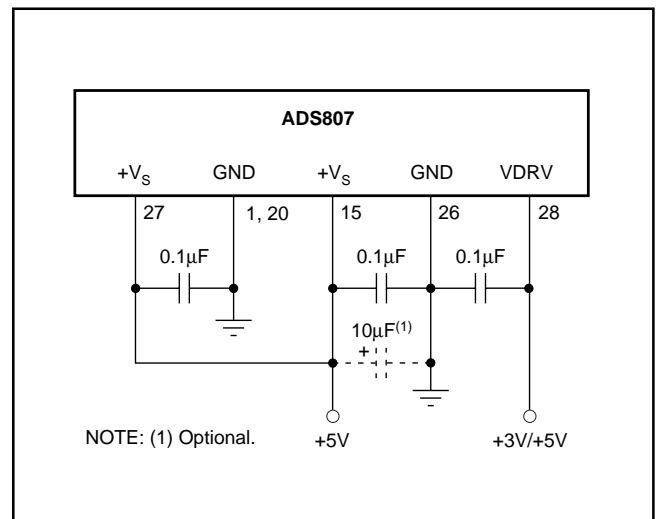 ADS807
+VS GND +VS GND VDRV
27 1, 20 15 26 28
0.1µF 0.1µF 0.1µF
10µF(1)
+
NOTE: (1) Optional. +5V +3V/+5V